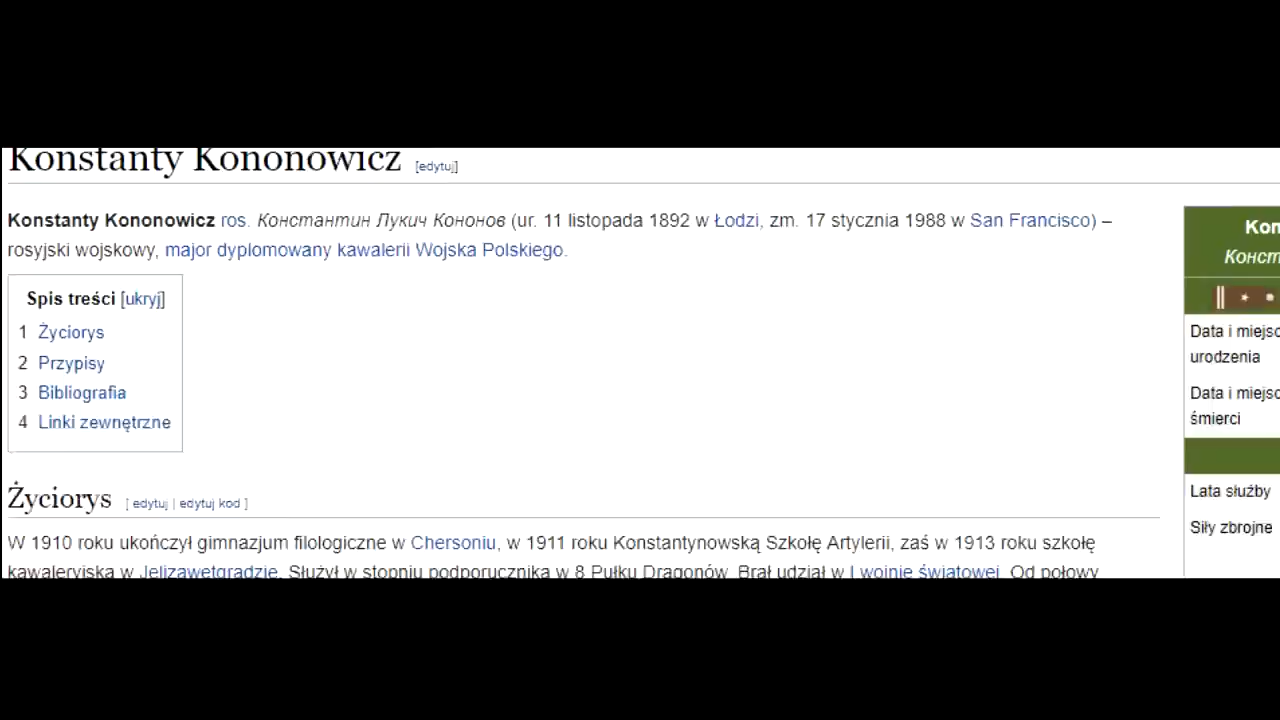 Konstanty Kononowicz [edytuj]
Konstanty Kononowicz ros. Константин Лукич Кононов (ur. 11 listopada 1892 w Łodzi, zm. 17 stycznia 1988 w San Francisco) –
rosyjski wojskowy, major dyplomowany kawalerii Wojska Polskiego.
Spis treści [ukryj]
1 Życiorys
2 Przypisy
3 Bibliografia
4 Linki zewnętrzne
Życiorys [ edytuj | edytuj kod ]
W 1910 roku ukończył gimnazjum filologiczne w Chersoniu, w 1911 roku Konstantynowską Szkołę Artylerii, zaś w 1913 roku szkołę
kawaleryjską w Jelizawetgradzie. Służył w stopniu podporucznika w 8 Pułku Dragonów. Brał udział w I wojnie światowej. Od połowy
Kon
Конст
Data i miejsc
urodzenia
Data i miejsc
śmierci
Lata służby
Siły zbrojne